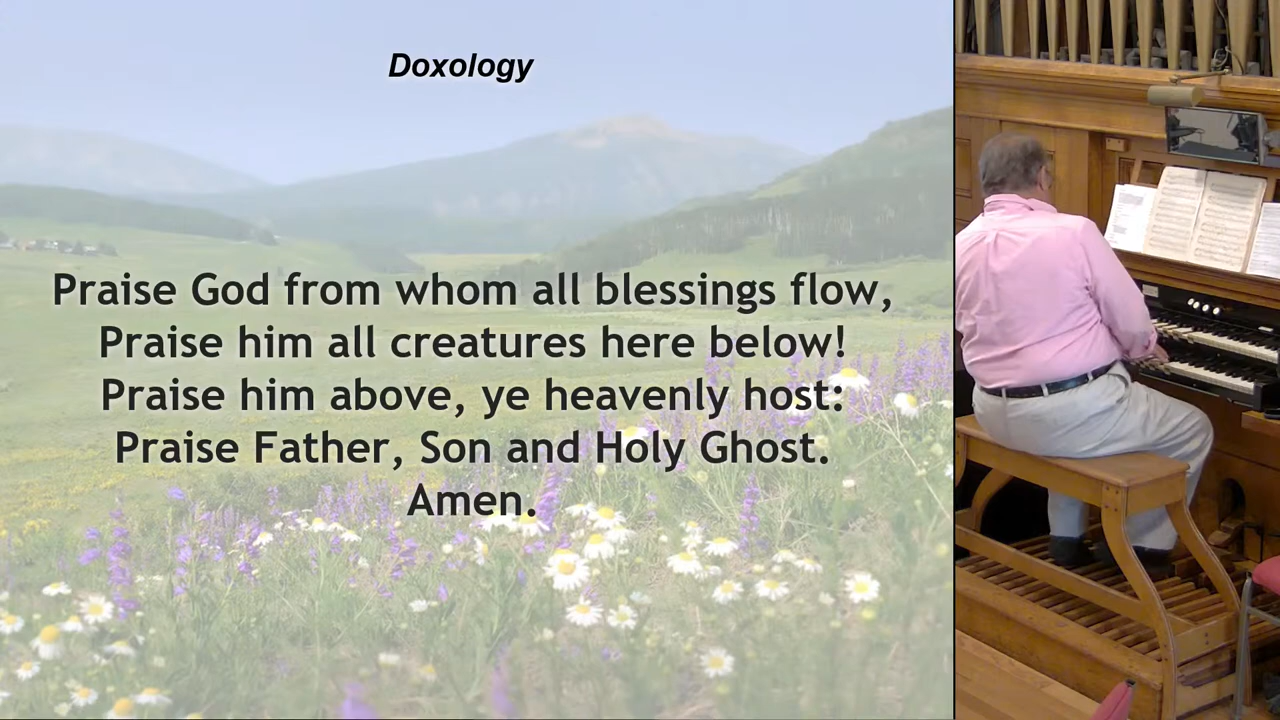 Doxology
Praise God from whom all blessings flow,
Praise him all creatures here below!
Praise him above, ye heavenly host:
Praise Father, Son and Holy Ghost.
Amen.